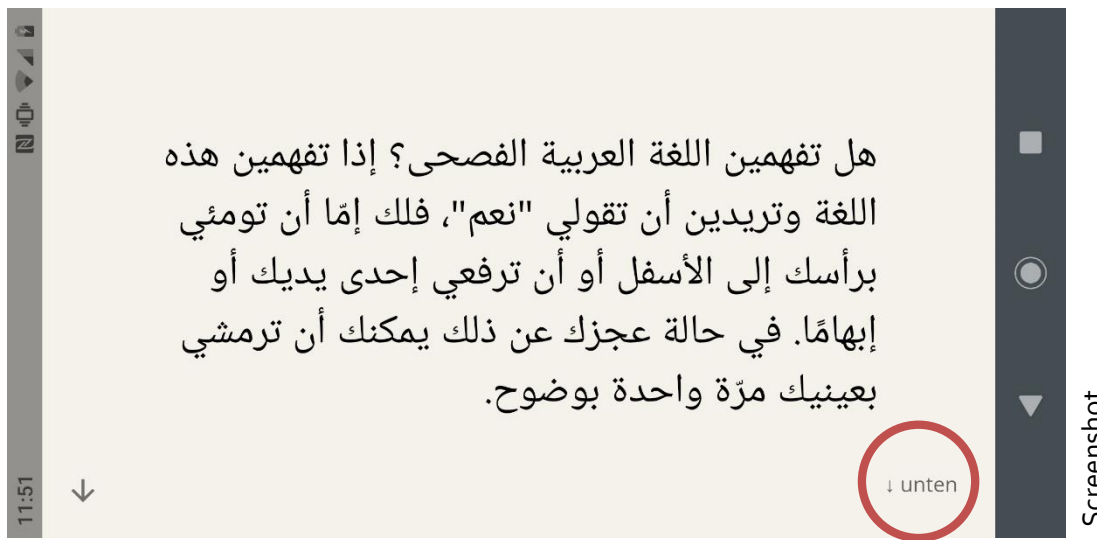 هل تفهمين اللغة العربية الفصحى؟ إذا تفهمين هذه
اللغة وتريدين أن تقولي "نعم"، فلك إمّا أن تومئي
برأسك إلى الأسفل أو أن ترفعي إحدى يديك أو
إبهامًا. في حالة عجزك عن ذلك يمكنك أن ترمشي
بعينيك مرّة واحدة بوضوح.
↓ unten
11:51
Screenshot